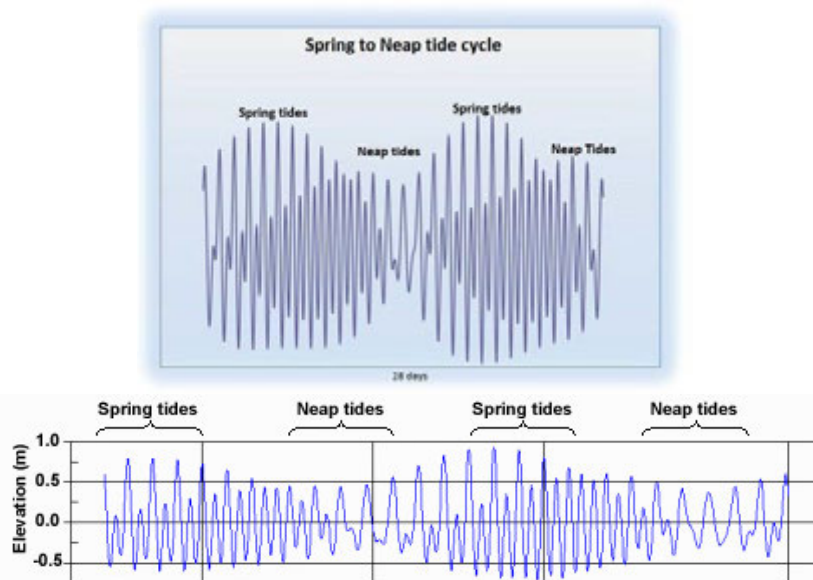 Spring to Neap tide cycle
Spring tides
Spring tides
Neap tides
Neap Tides
28 days
Spring tides Neap tides Spring tides Neap tides
Elevation (m)
1.0
0.5
0.0
-0.5